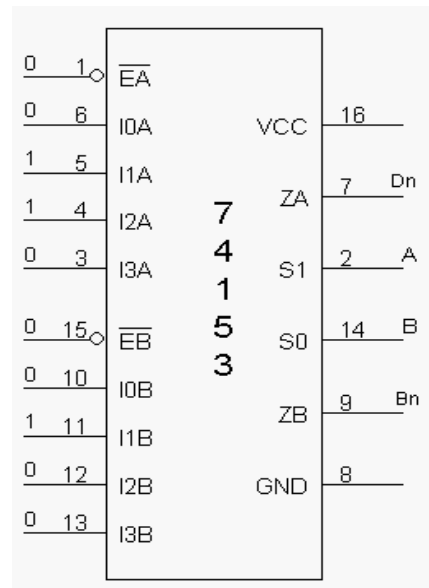 0 1 EA
0 6 I0A VCC 16
1 5 I1A
ZA 7 Dn
1 4 I2A
7
4
1
5
3
0 3 I3A S1 2 A
0 15 EB S0 14 B
0 10 I0B
ZB 9 Bn
1 11 I1B
0 12 I2B GND 8
0 13 I3B